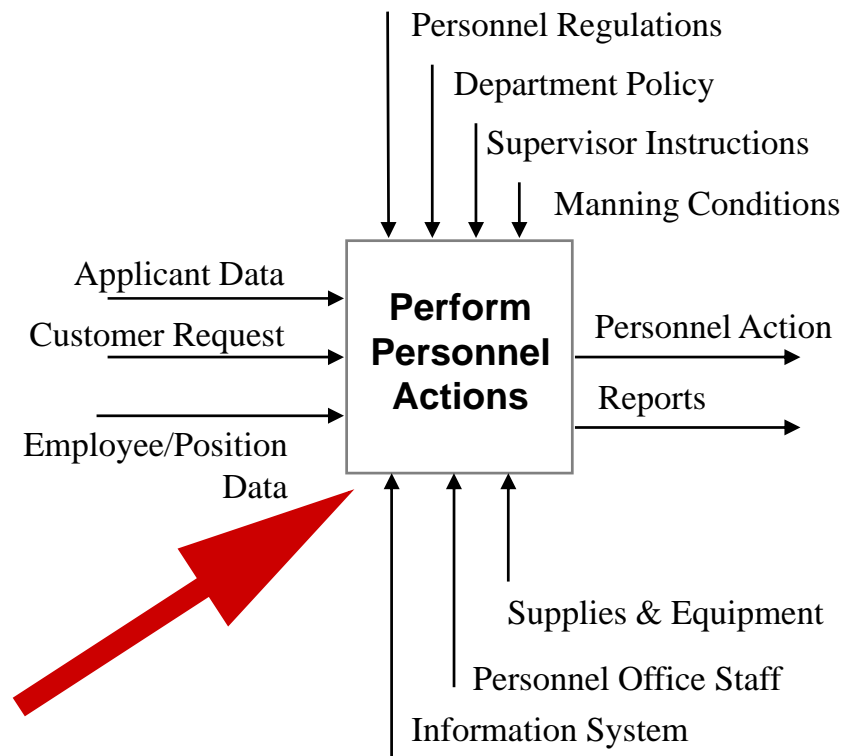 Personnel Regulations
Department Policy
Supervisor Instructions
Manning Conditions
Applicant Data
Customer Request
Employee/Position
Data
Perform
Personnel
Actions
Personnel Action
Reports
Supplies & Equipment
Personnel Office Staff
Information System